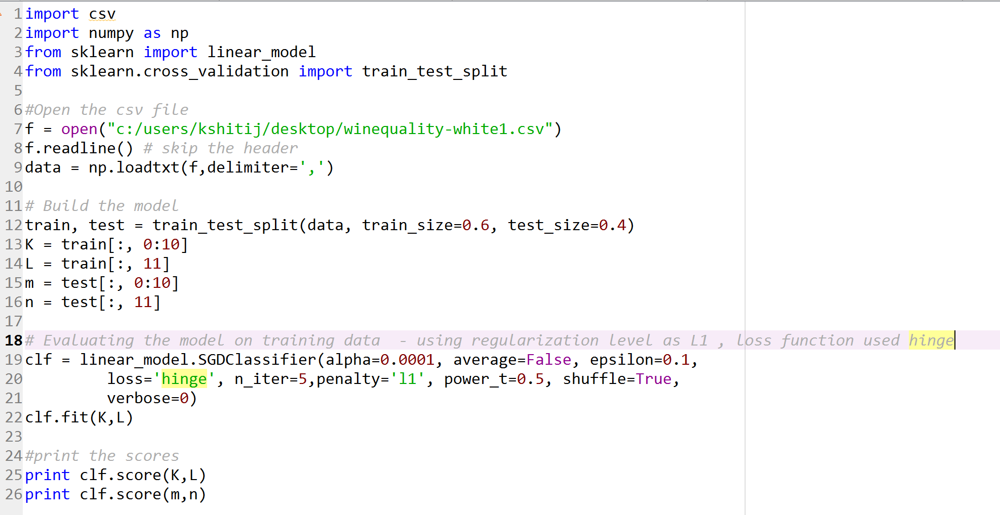 1 import csv
2 import numpy as np
3 from sklearn import linear_model
4 from sklearn.cross_validation import train_test_split
5
6 #Open the csv file
7 f = open("c:/users/kshitij/desktop/winequality-white1.csv")
8 f.readline() # skip the header
9 data = np.loadtxt(f,delimiter=',')
10
11 # Build the model
12 train, test = train_test_split(data, train_size=0.6, test_size=0.4)
13 K = train[:, 0:10]
14 L = train[:, 11]
15 m = test[:, 0:10]
16 n = test[:, 11]
17
18 # Evaluating the model on training data  - using regularization level as L1 , loss function used hinge
19 clf = linear_model.SGDClassifier(alpha=0.0001, average=False, epsilon=0.1,
20          loss='hinge', n_iter=5,penalty='l1', power_t=0.5, shuffle=True,
21          verbose=0)
22 clf.fit(K,L)
23
24 #print the scores
25 print clf.score(K,L)
26 print clf.score(m,n)